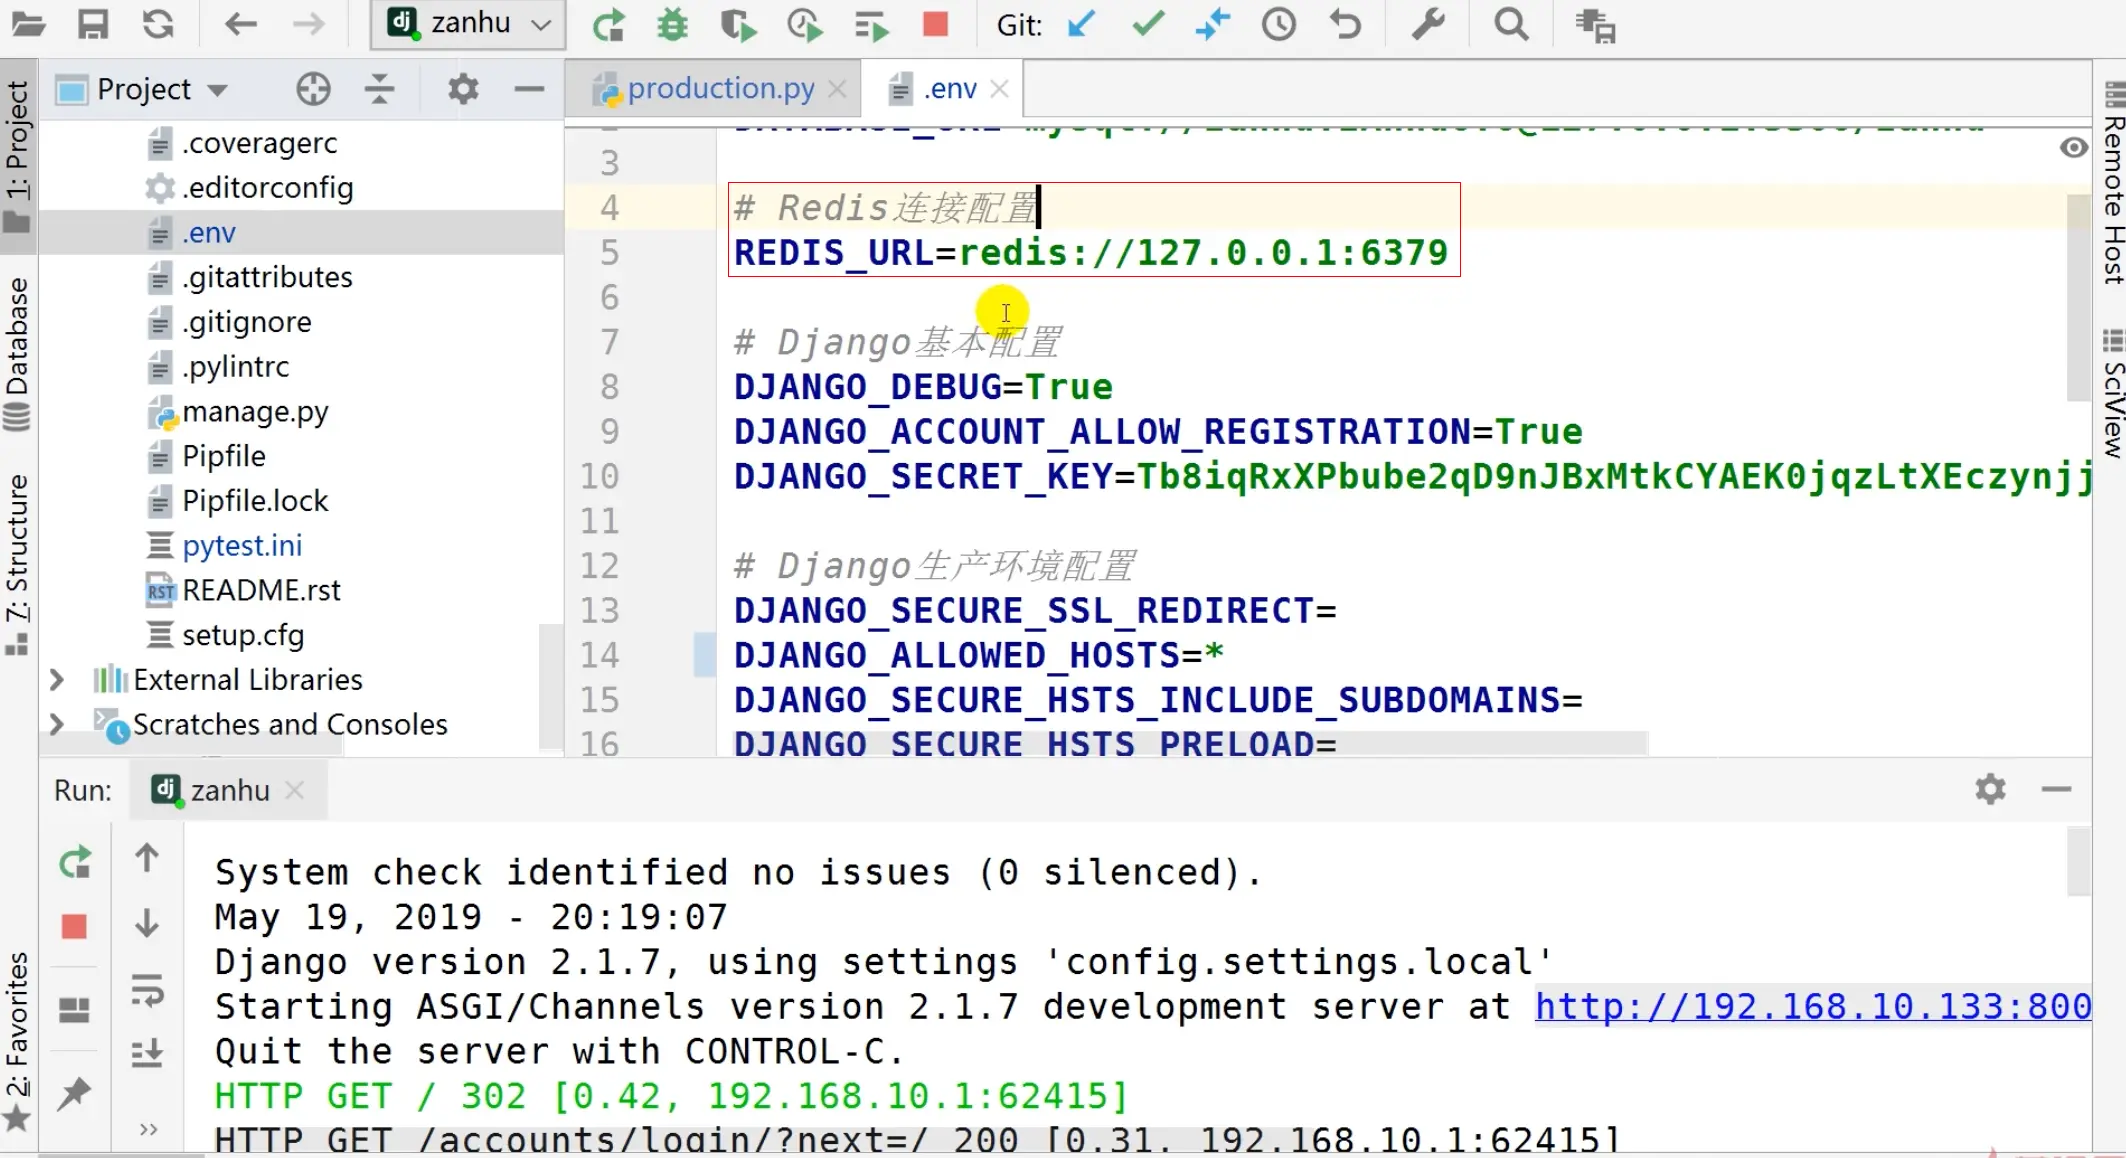 zanhu
Git:
1: Project
Database
7: Structure
2: Favorites
Project
.coveragerc
.editorconfig
.env
.gitattributes
.gitignore
.pylintrc
manage.py
Pipfile
Pipfile.lock
pytest.ini
README.rst
setup.cfg
External Libraries
Scratches and Consoles
production.py
.env
3
4 # Redis连接配置
5 REDIS_URL=redis://127.0.0.1:6379
6
7 # Django基本配置
8 DJANGO_DEBUG=True
9 DJANGO_ACCOUNT_ALLOW_REGISTRATION=True
10 DJANGO_SECRET_KEY=Tb8iqRxXPbube2qD9nJBxMtkCYAEK0jqzLtXEczynjj
11
12 # Django生产环境配置
13 DJANGO_SECURE_SSL_REDIRECT=
14 DJANGO_ALLOWED_HOSTS=*
15 DJANGO_SECURE_HSTS_INCLUDE_SUBDOMAINS=
16 DJANGO_SECURE_HSTS_PRELOAD=
Remote Host
SciView
Run: zanhu
System check identified no issues (0 silenced).
May 19, 2019 - 20:19:07
Django version 2.1.7, using settings 'config.settings.local'
Starting ASGI/Channels version 2.1.7 development server at http://192.168.10.133:800
Quit the server with CONTROL-C.
HTTP GET / 302 [0.42, 192.168.10.1:62415]
HTTP GET /accounts/login/?next=/ 200 [0.31, 192.168.10.1:62415]